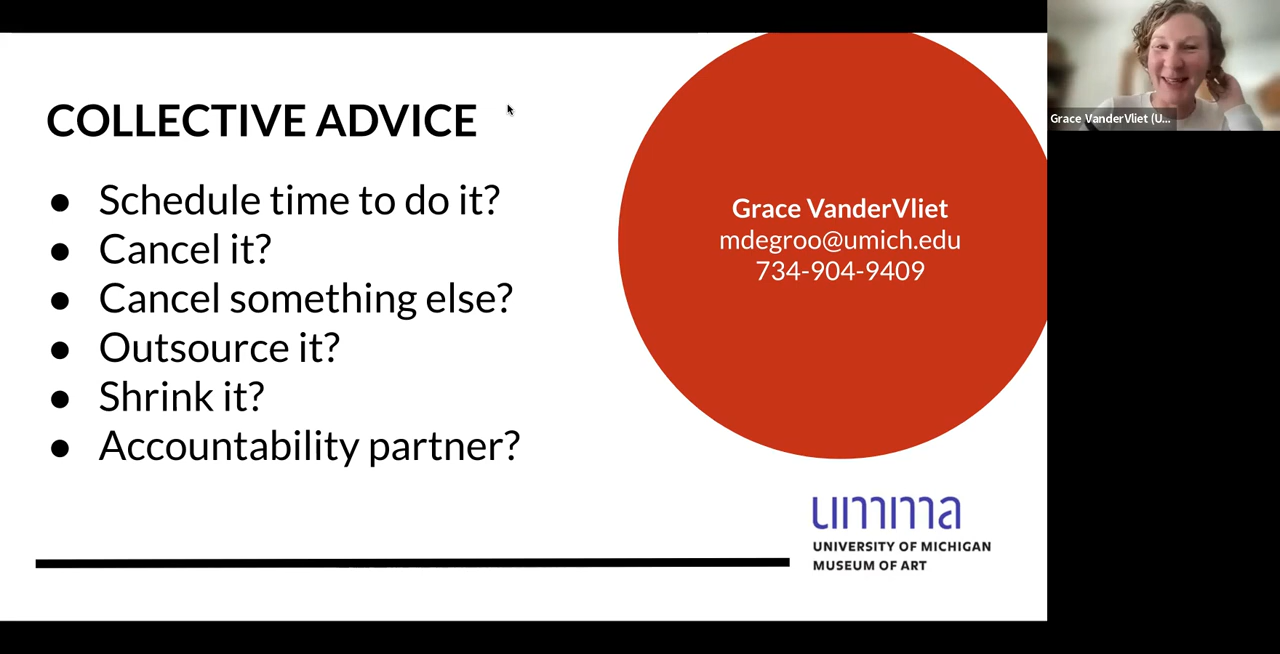 COLLECTIVE ADVICE
● Schedule time to do it?
● Cancel it?
● Cancel something else?
● Outsource it?
● Shrink it?
● Accountability partner?
Grace VanderVliet
mdegroo@umich.edu
734-904-9409
umma
UNIVERSITY OF MICHIGAN
MUSEUM OF ART
Grace VanderVliet (U...